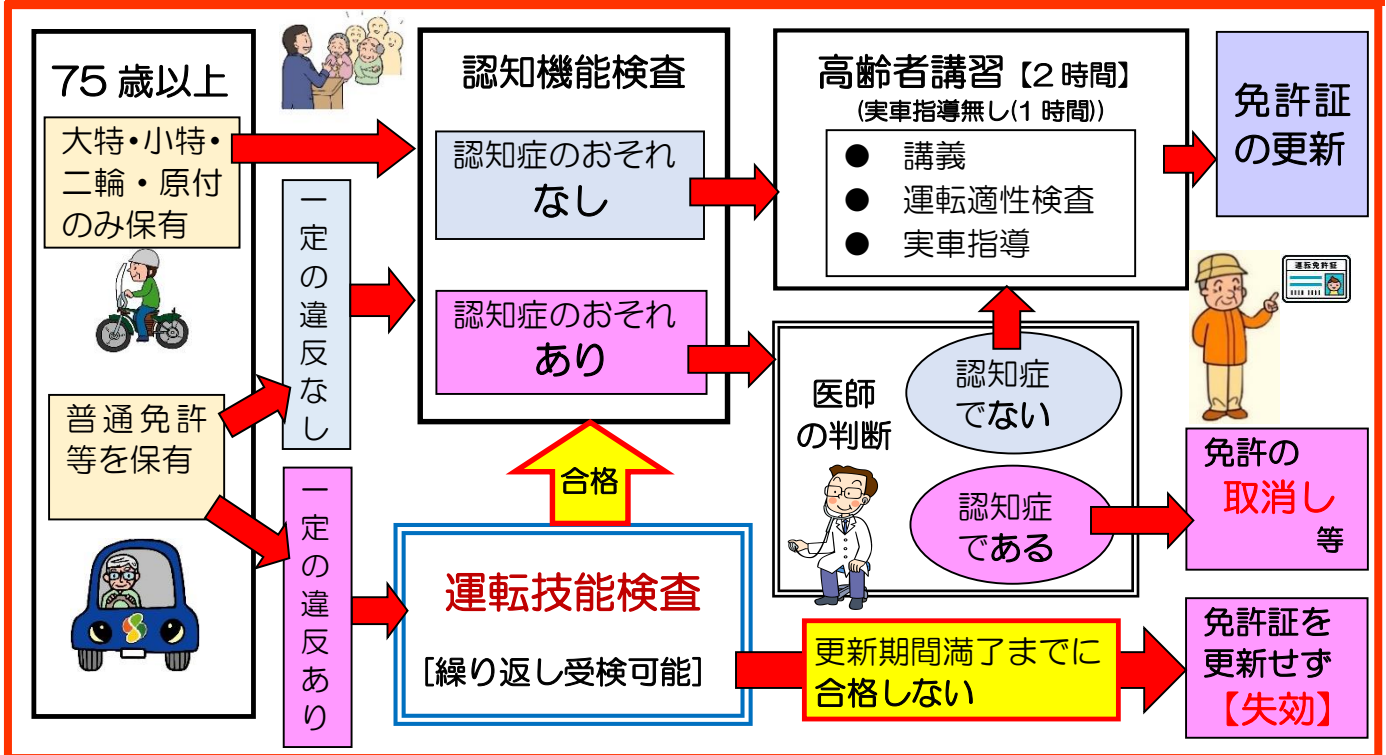 75歳以上
大特・小特・
二輪・原付
のみ保有
普通免許
等を保有
一定の違反なし
一定の違反あり
認知機能検査
認知症のおそれ
なし
認知症のおそれ
あり
合格
運転技能検査
[繰り返し受検可能]
高齢者講習【2時間】
(実車指導無し(1時間))
● 講義
● 運転適性検査
● 実車指導
医師
の判断
認知症
でない
認知症
である
更新期間満了までに
合格しない
免許証
の更新
運転免許証
免許の
取消し
等
免許証を
更新せず
【失効】